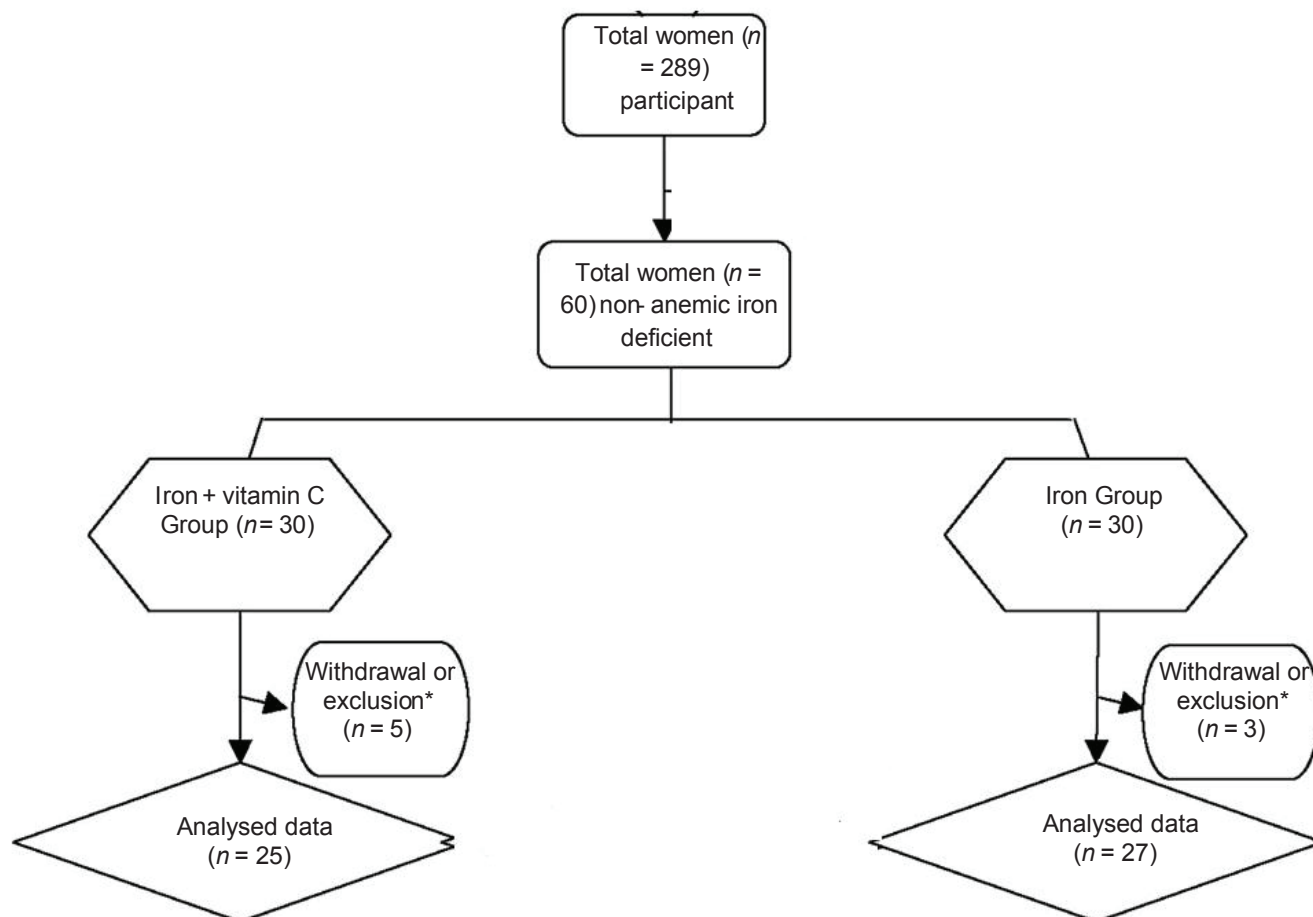 Total women (n
= 289)
participant
Total women (n =
60) non- anemic iron
deficient
Iron + vitamin C
Group (n = 30)
Iron Group
(n = 30)
Withdrawal or
exclusion*
(n = 5)
Withdrawal or
exclusion*
(n = 3)
Analysed data
(n = 25)
Analysed data
(n = 27)